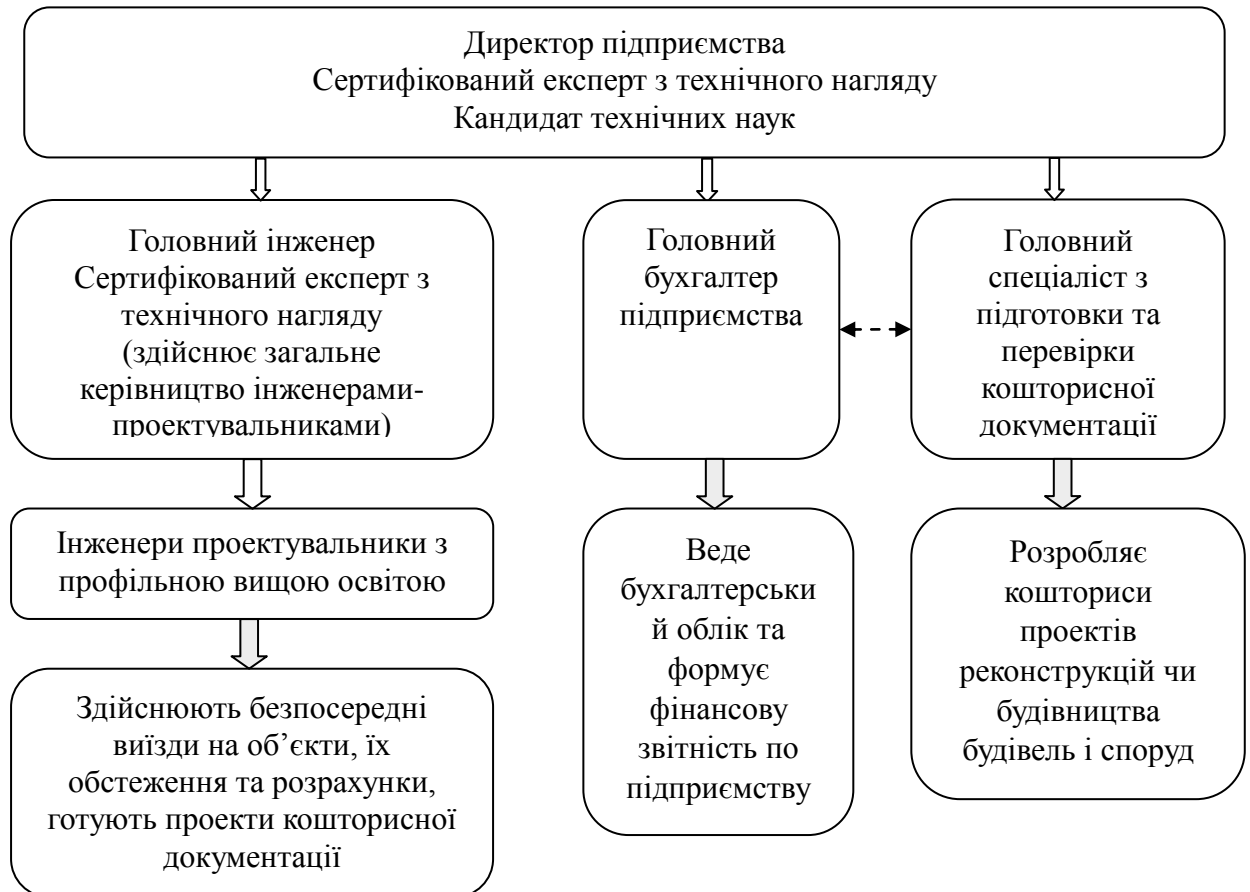 Директор підприємства
Сертифікований експерт з технічного нагляду
Кандидат технічних наук
Головний інженер
Сертифікований експерт з
технічного нагляду
(здійснює загальне
керівництво інженерами-
проектувальниками)
Головний
бухгалтер
підприємства
Головний
спеціаліст з
підготовки та
перевірки
кошторисної
документації
Інженери проектувальники з
профільною вищою освітою
Веде
бухгалтерськи
й облік та
формує
фінансову
звітність по
підприємству
Розробляє
кошториси
проектів
реконструкцій чи
будівництва
будівель і споруд
Здійснюють безпосередні
виїзди на об’єкти, їх
обстеження та розрахунки,
готують проекти кошторисної
документації